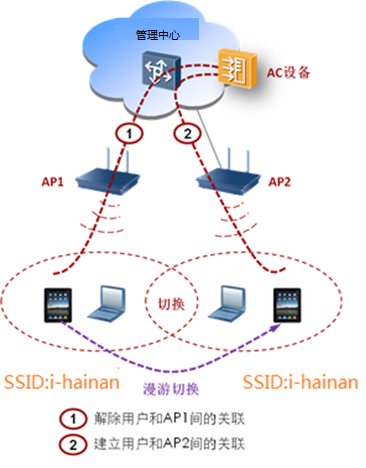 管理中心
AC设备
1
2
AP1
AP2
切换
SSID:i-hainan
漫游切换
SSID:i-hainan
1 解除用户和AP1间的关联
2 建立用户和AP2间的关联